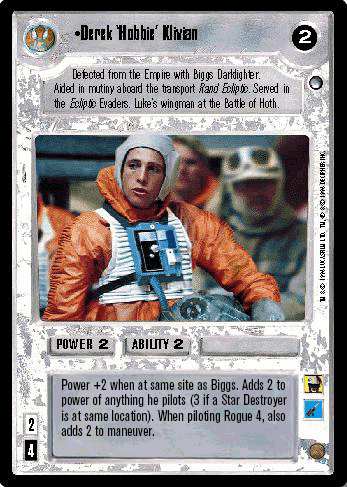 •Derek 'Hobbie' Klivian
2
Defected from the Empire with Biggs Darklighter.
Aided in mutiny aboard the transport Rand Ecliptic. Served in
the Ecliptic Evaders. Luke's wingman at the Battle of Hoth.
POWER 2
ABILITY 2
Power +2 when at same site as Biggs. Adds 2 to
power of anything he pilots (3 if a Star Destroyer
is at same location). When piloting Rogue 4, also
adds 2 to maneuver.
2
4